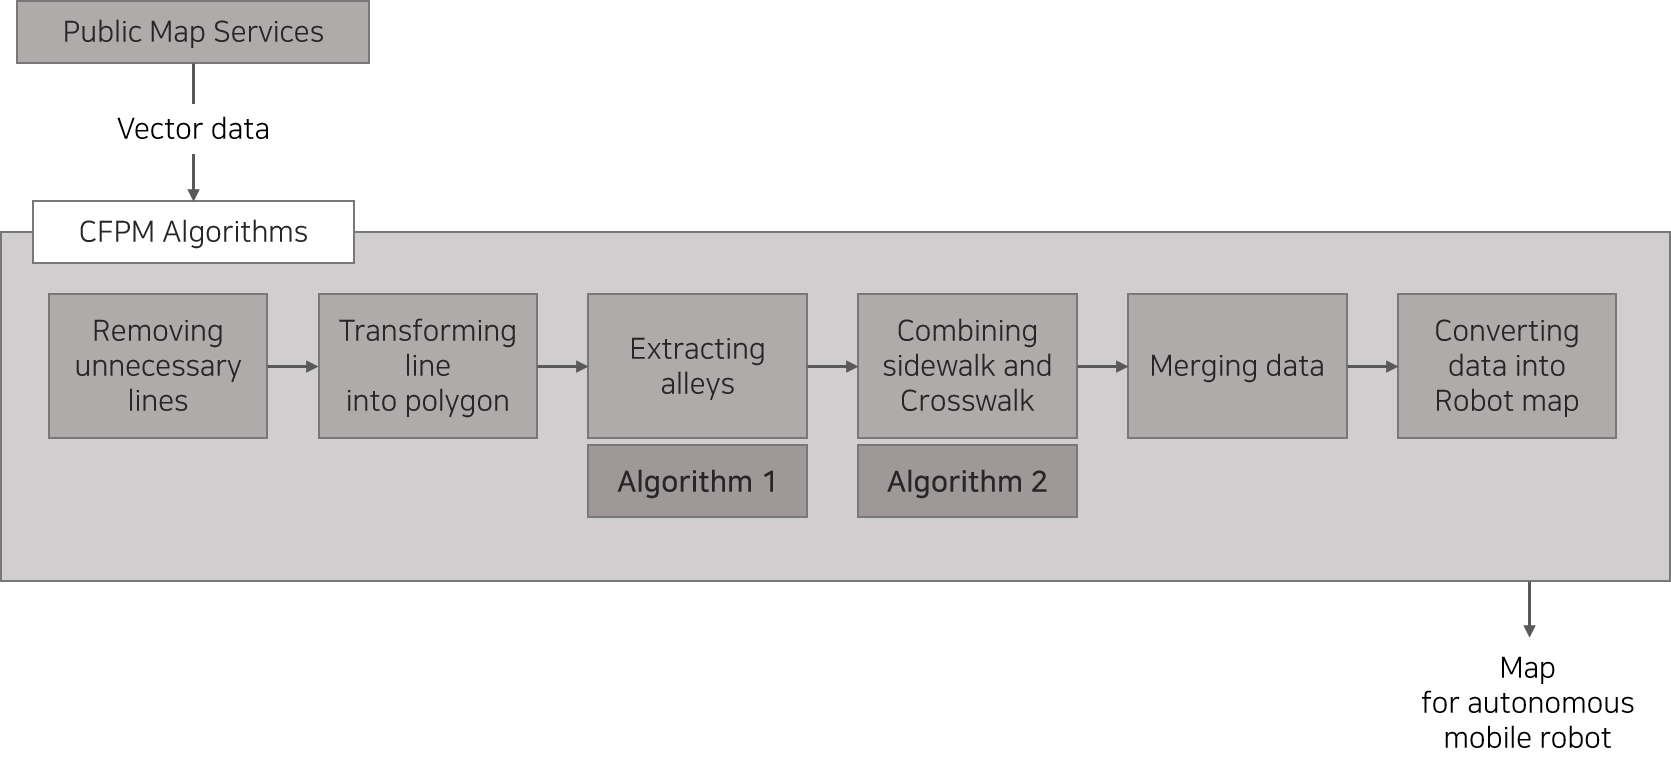 Public Map Services
Vector data
CFPM Algorithms
Removing
unnecessary
lines
Transforming
line
into polygon
Extracting
alleys
Algorithm 1
Combining
sidewalk and
Crosswalk
Algorithm 2
Merging data
Converting
data into
Robot map
Map
for autonomous
mobile robot